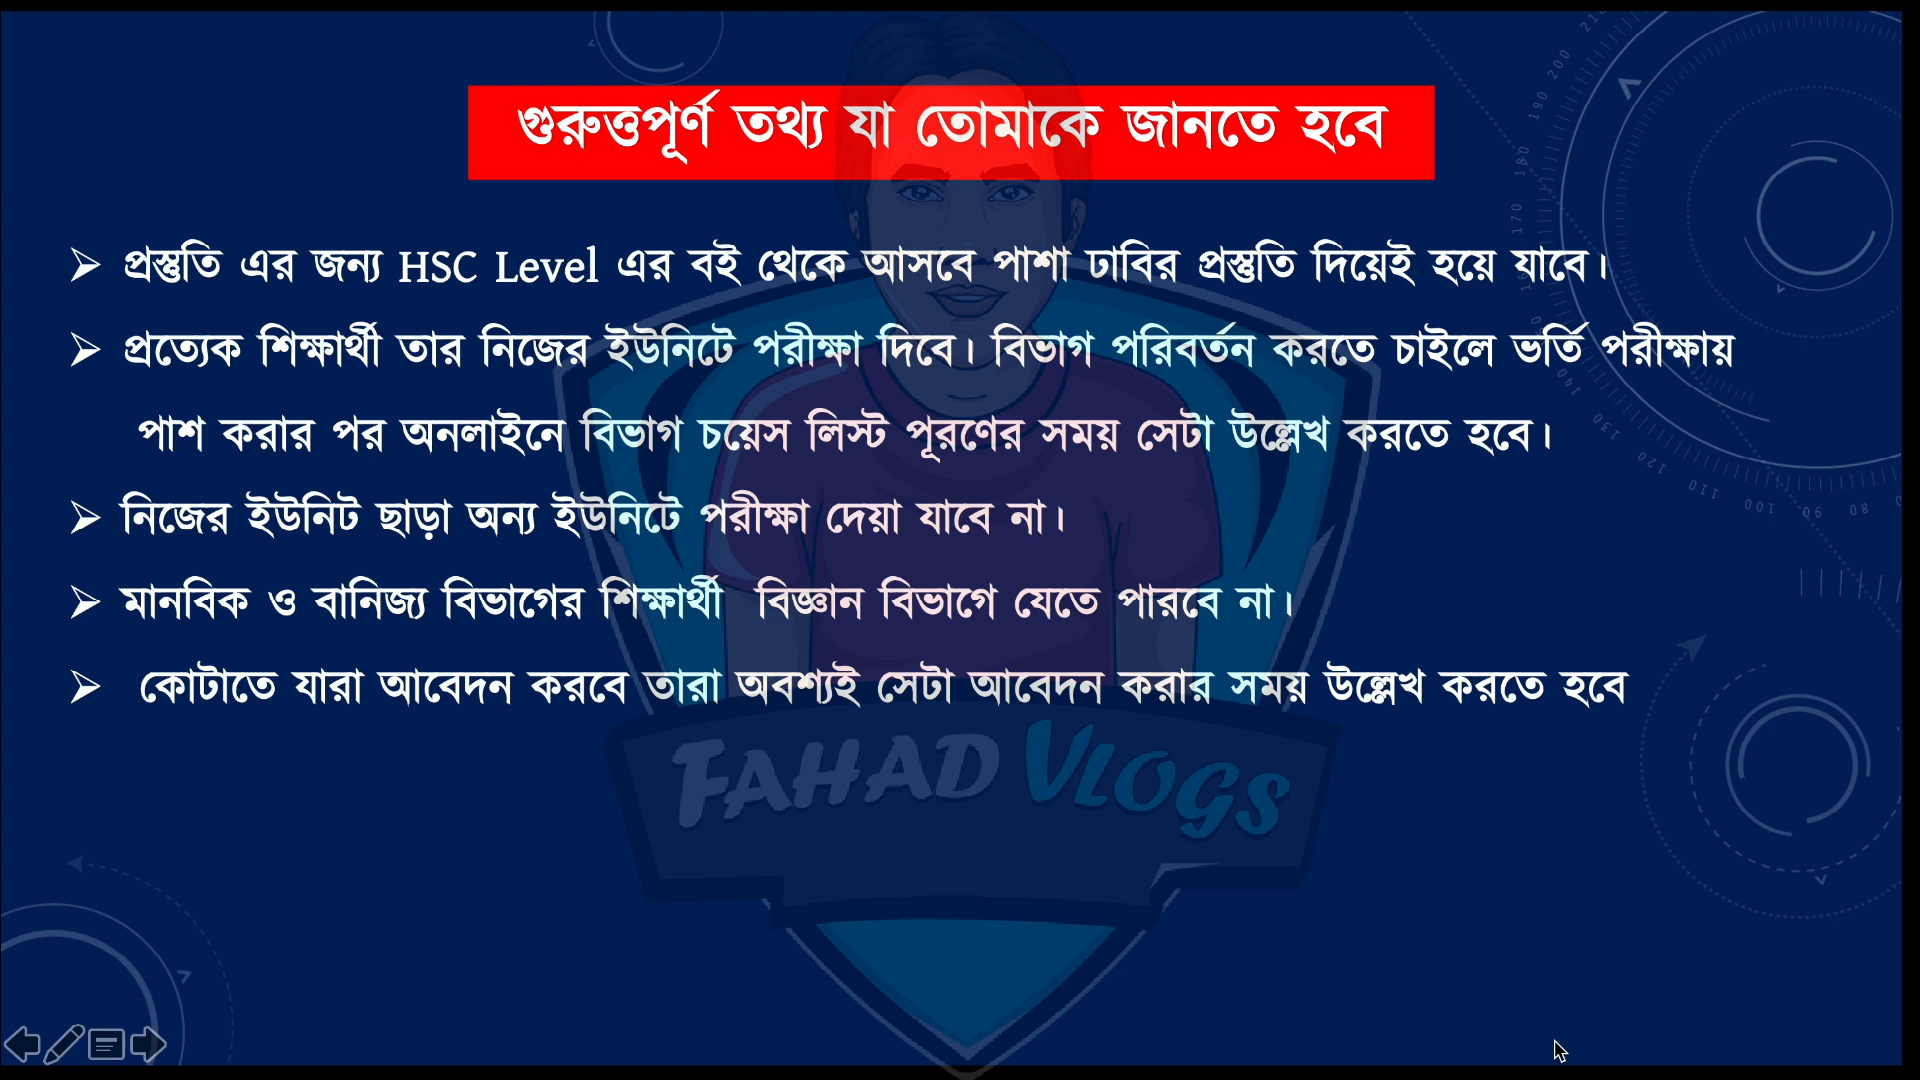 গুরুত্তপূর্ণ তথ্য যা তোমাকে জানতে হবে
➢ প্রস্তুতি এর জন্য HSC Level এর বই থেকে আসবে পাশা ঢাবির প্রস্তুতি দিয়েই হয়ে যাবে।
➢ প্রত্যেক শিক্ষার্থী তার নিজের ইউনিটে পরীক্ষা দিবে। বিভাগ পরিবর্তন করতে চাইলে ভর্তি পরীক্ষায়
পাশ করার পর অনলাইনে বিভাগ চয়েস লিস্ট পূরণের সময় সেটা উল্লেখ করতে হবে।
➢ নিজের ইউনিট ছাড়া অন্য ইউনিটে পরীক্ষা দেয়া যাবে না।
➢ মানবিক ও বানিজ্য বিভাগের শিক্ষার্থী বিজ্ঞান বিভাগে যেতে পারবে না।
➢ কোটাতে যারা আবেদন করবে তারা অবশ্যই সেটা আবেদন করার সময় উল্লেখ করতে হবে
FAHAD VLOGS